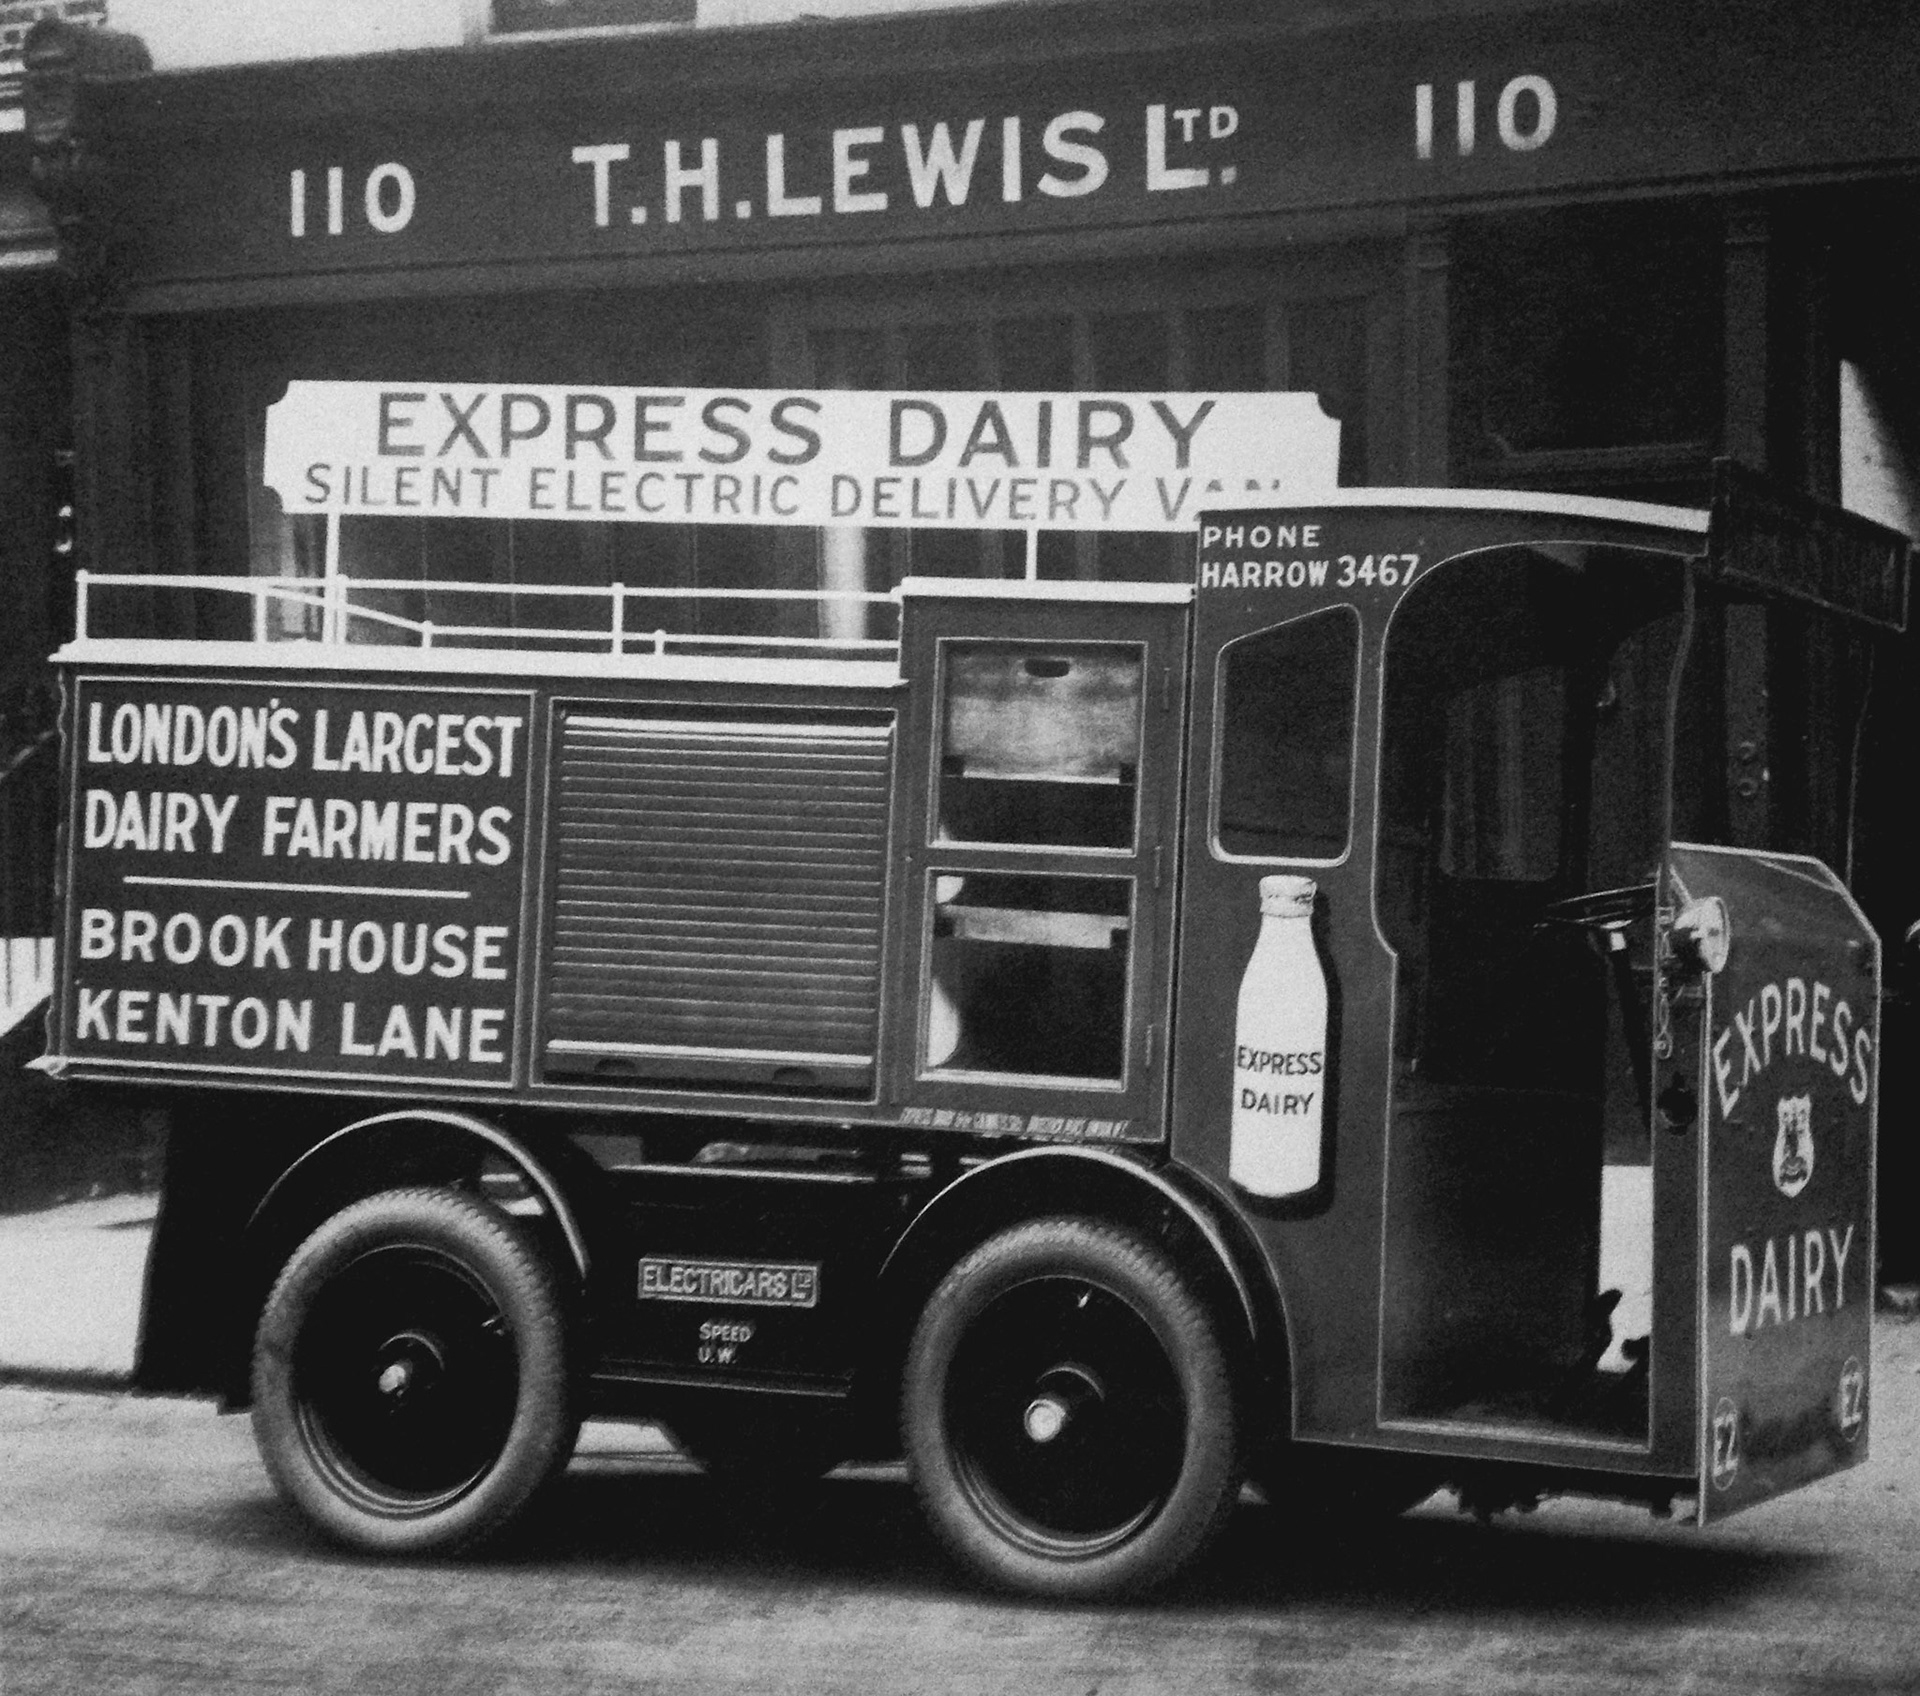 110 T.H.LEWIS LTD. 110
EXPRESS DAIRY
SILENT ELECTRIC DELIVERY VAN
PHONE
HARROW 3467
LONDON'S LARGEST
DAIRY FARMERS
BROOK HOUSE
KENTON LANE
EXPRESS
DAIRY
EXPRESS
DAIRY
E2
E2
ELECTRICARS LTD
SPEED
U.W.